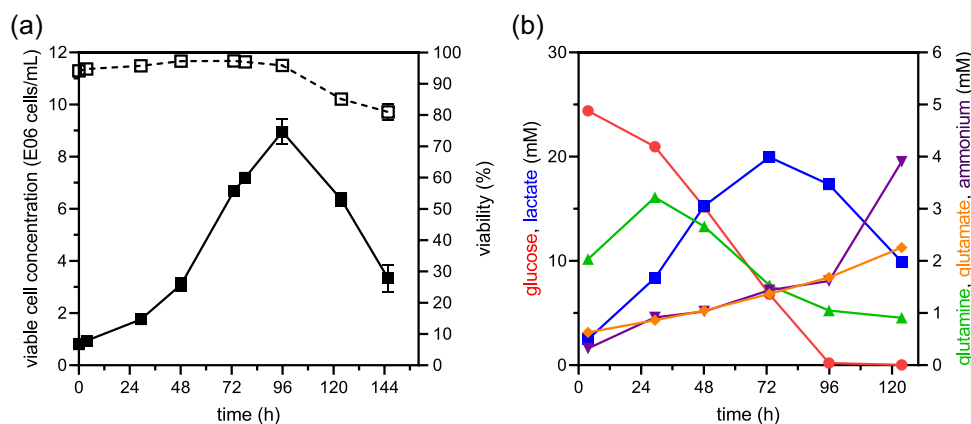 (a)
viable cell concentration (E06 cells/mL)
12
10
8
6
4
2
0
100
90
80
70
60
50
40
30
20
10
0
viability (%)
0 24 48 72 96 120 144
time (h)
(b)
glucose, lactate (mM)
30
20
10
0
6
5
4
3
2
1
0
glutamine, glutamate, ammonium (mM)
0 24 48 72 96 120
time (h)